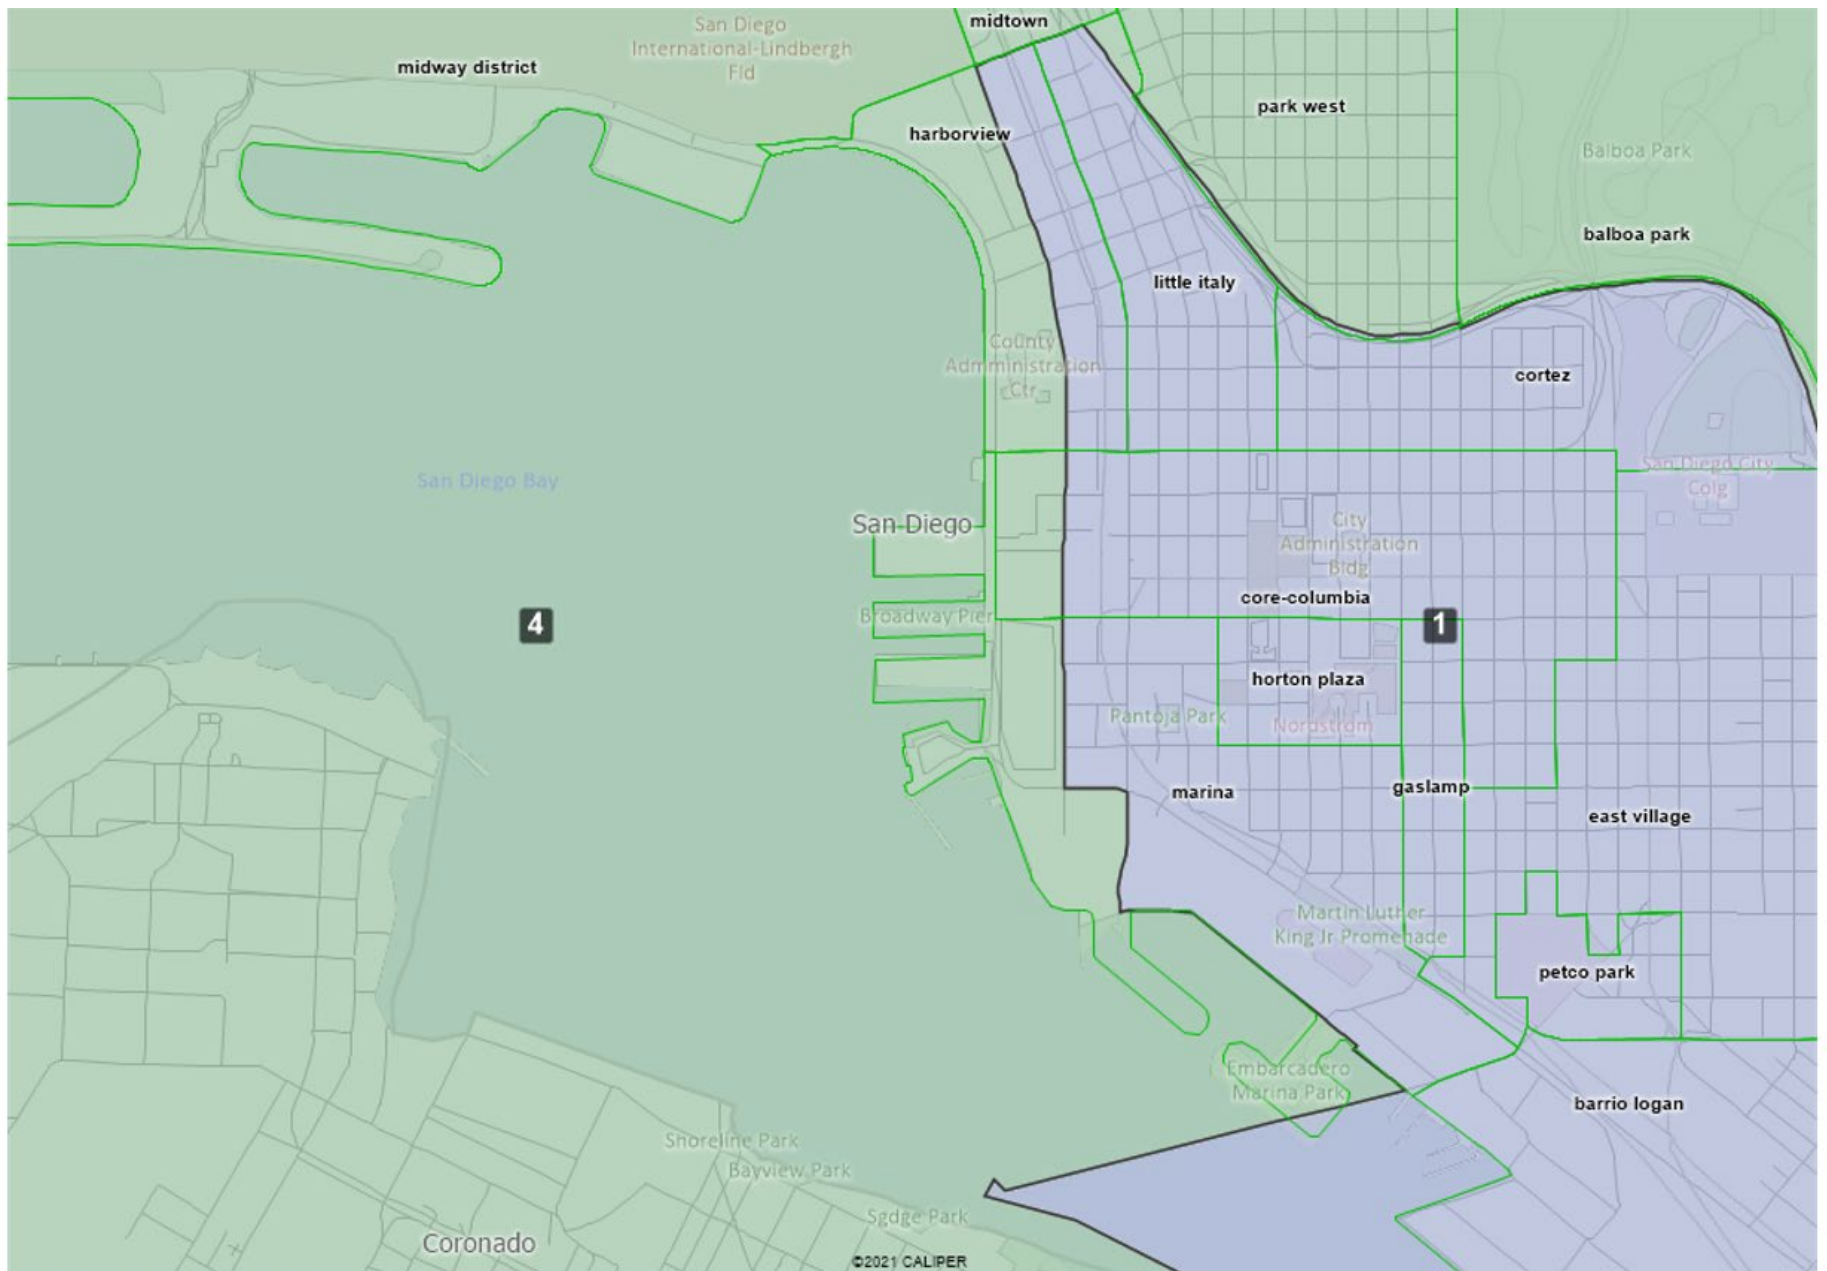 midtown
San Diego
International-Lindbergh
Fld
midway district
park west
harborview
Balboa Park
balboa park
little italy
County
Admministration
Ctr
cortez
San Diego City
Colg
San Diego Bay
San Diego
City
Administration
Bldg
core-columbia
4
Broadway Pier
1
horton plaza
Pantoja Park
Nordstrom
marina
gaslamp
east village
Martin Luther
King Jr Promenade
petco park
Embarcadero
Marina Park
barrio logan
Shoreline Park
Bayview Park
Sgdge Park
Coronado
©2021 CALIPER